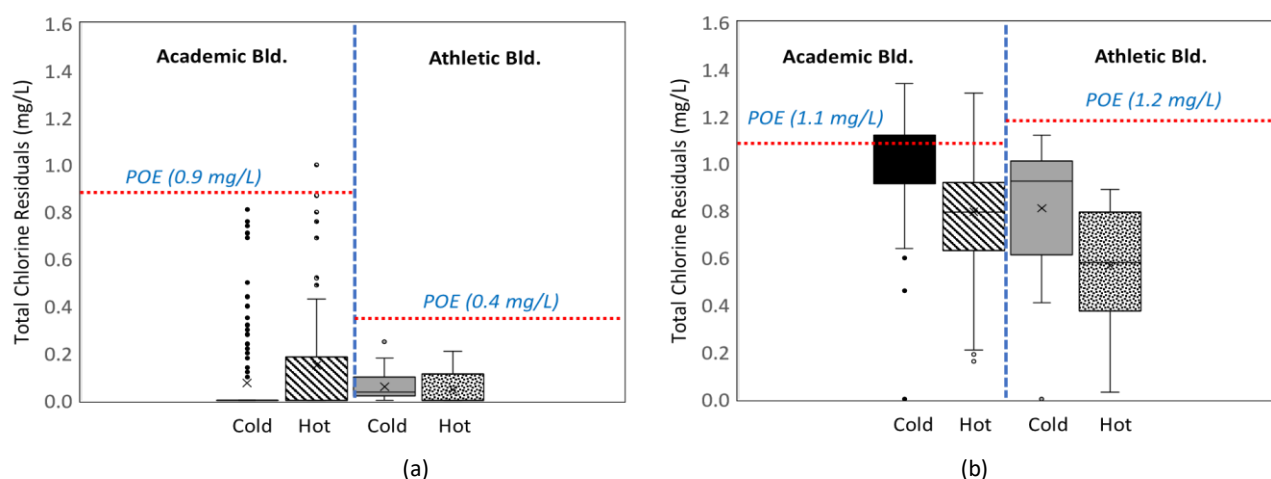 Total Chlorine Residuals (mg/L)
1.6
1.4
1.2
1.0
0.8
0.6
0.4
0.2
0.0
Academic Bld.
Athletic Bld.
POE (0.9 mg/L)
POE (0.4 mg/L)
Cold Hot Cold Hot
(a)
Total Chlorine Residuals (mg/L)
1.6
1.4
1.2
1.0
0.8
0.6
0.4
0.2
0.0
Academic Bld.
Athletic Bld.
POE (1.1 mg/L)
POE (1.2 mg/L)
Cold Hot Cold Hot
(b)